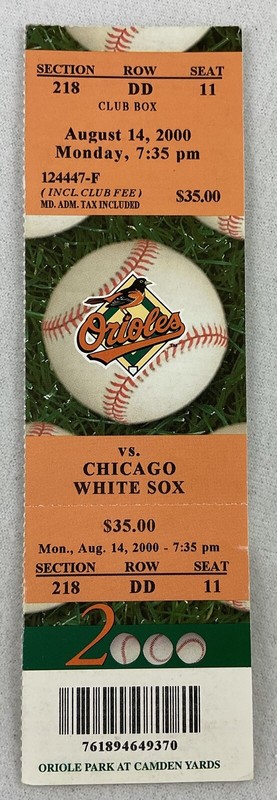 SECTION ROW SEAT
218 DD 11
CLUB BOX
August 14, 2000
Monday, 7:35 pm
124447-F
( INCL. CLUB FEE )
MD. ADM. TAX INCLUDED $35.00
Orioles
vs.
CHICAGO
WHITE SOX
$35.00
Mon., Aug. 14, 2000 - 7:35 pm
SECTION ROW SEAT
218 DD 11
2000
761894649370
ORIOLE PARK AT CAMDEN YARDS